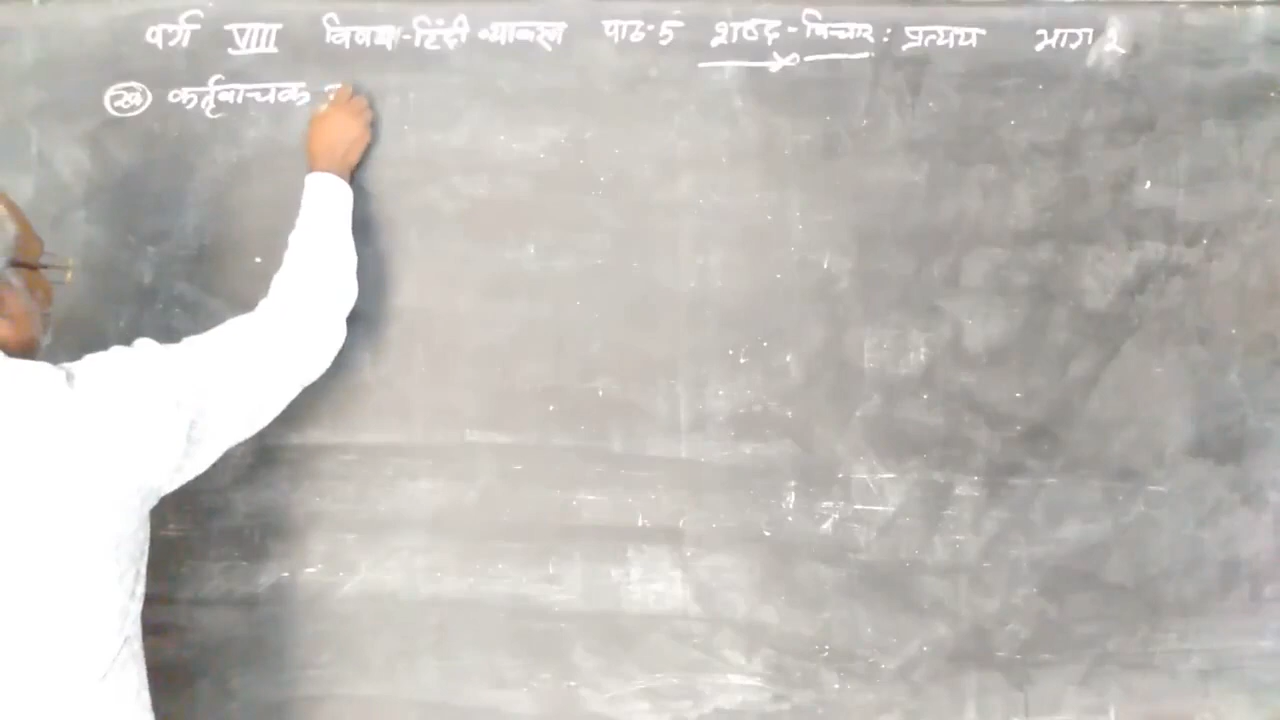 वर्ग VIII विषय-हिंदी व्याकरण पाठ-5 शब्द-विचार: प्रत्यय भाग 2
(ख) कर्तृवाचक